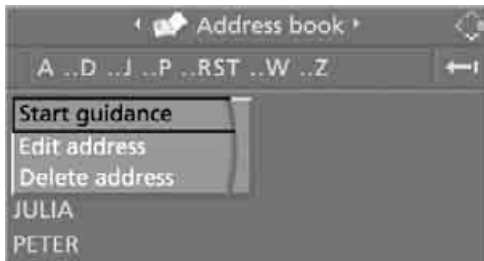 Address book
A ..D ..J ..P ..RST ..W ..Z
Start guidance
Edit address
Delete address
JULIA
PETER